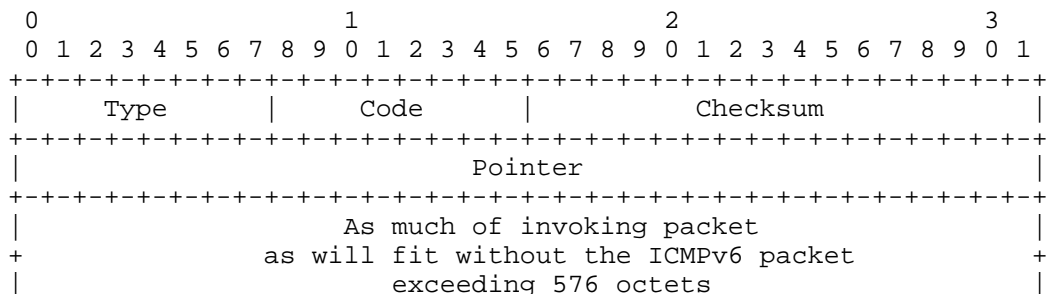 0                   1                   2                   3
 0 1 2 3 4 5 6 7 8 9 0 1 2 3 4 5 6 7 8 9 0 1 2 3 4 5 6 7 8 9 0 1
+-+-+-+-+-+-+-+-+-+-+-+-+-+-+-+-+-+-+-+-+-+-+-+-+-+-+-+-+-+-+-+-+
|     Type      |     Code      |          Checksum             |
+-+-+-+-+-+-+-+-+-+-+-+-+-+-+-+-+-+-+-+-+-+-+-+-+-+-+-+-+-+-+-+-+
|                            Pointer                            |
+-+-+-+-+-+-+-+-+-+-+-+-+-+-+-+-+-+-+-+-+-+-+-+-+-+-+-+-+-+-+-+-+
|                    As much of invoking packet                 |
+               as will fit without the ICMPv6 packet           +
|                       exceeding 576 octets                    |